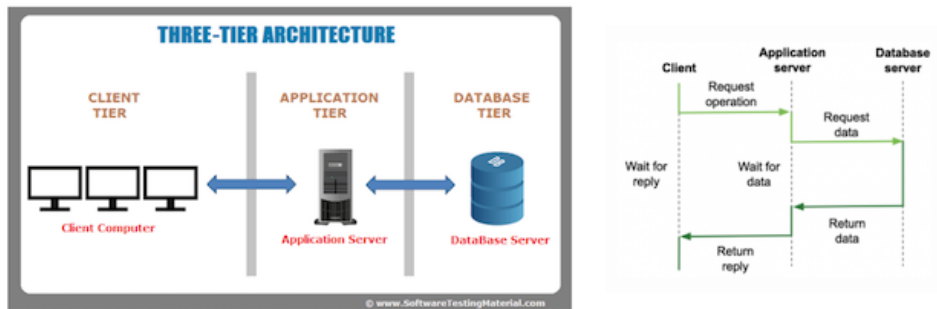 THREE-TIER ARCHITECTURE
CLIENT
TIER
APPLICATION
TIER
DATABASE
TIER
Client Computer
Application Server
DataBase Server
© www.SoftwareTestingMaterial.com
Client
Application
server
Database
server
Request
operation
Request
data
Wait for
reply
Wait for
data
Return
data
Return
reply